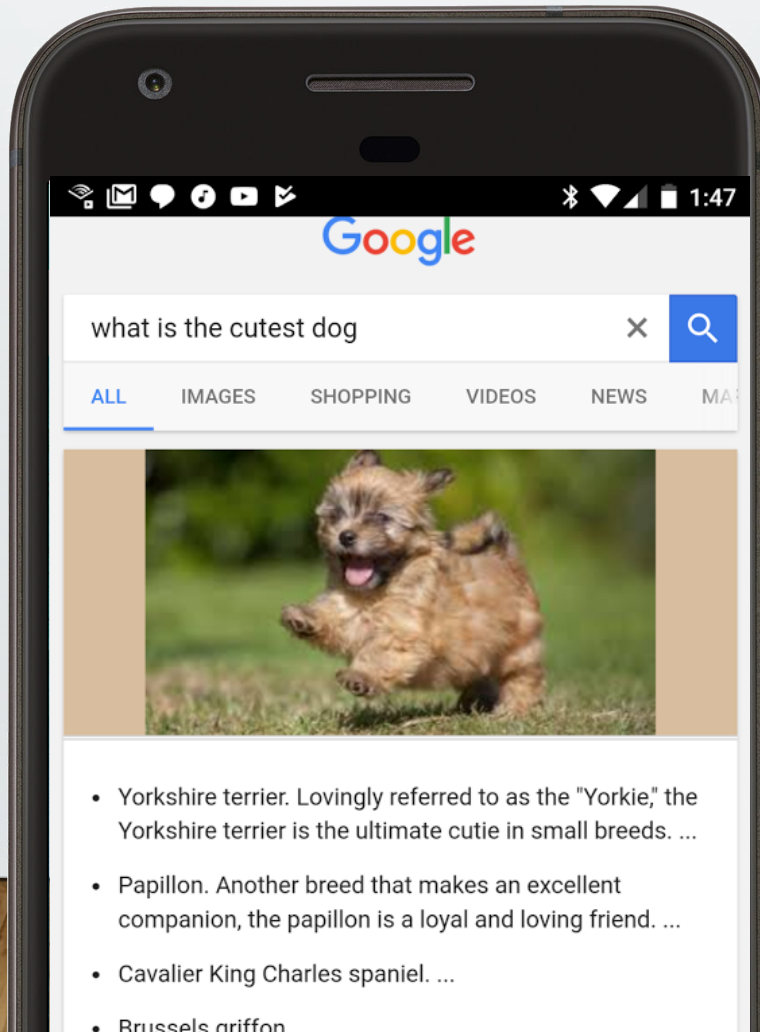 1:47
Google
what is the cutest dog
ALL IMAGES SHOPPING VIDEOS NEWS
Yorkshire terrier. Lovingly referred to as the "Yorkie," the
Yorkshire terrier is the ultimate cutie in small breeds. ...
Papillon. Another breed that makes an excellent
companion, the papillon is a loyal and loving friend. ...
Cavalier King Charles spaniel. ...
Brussels griffon